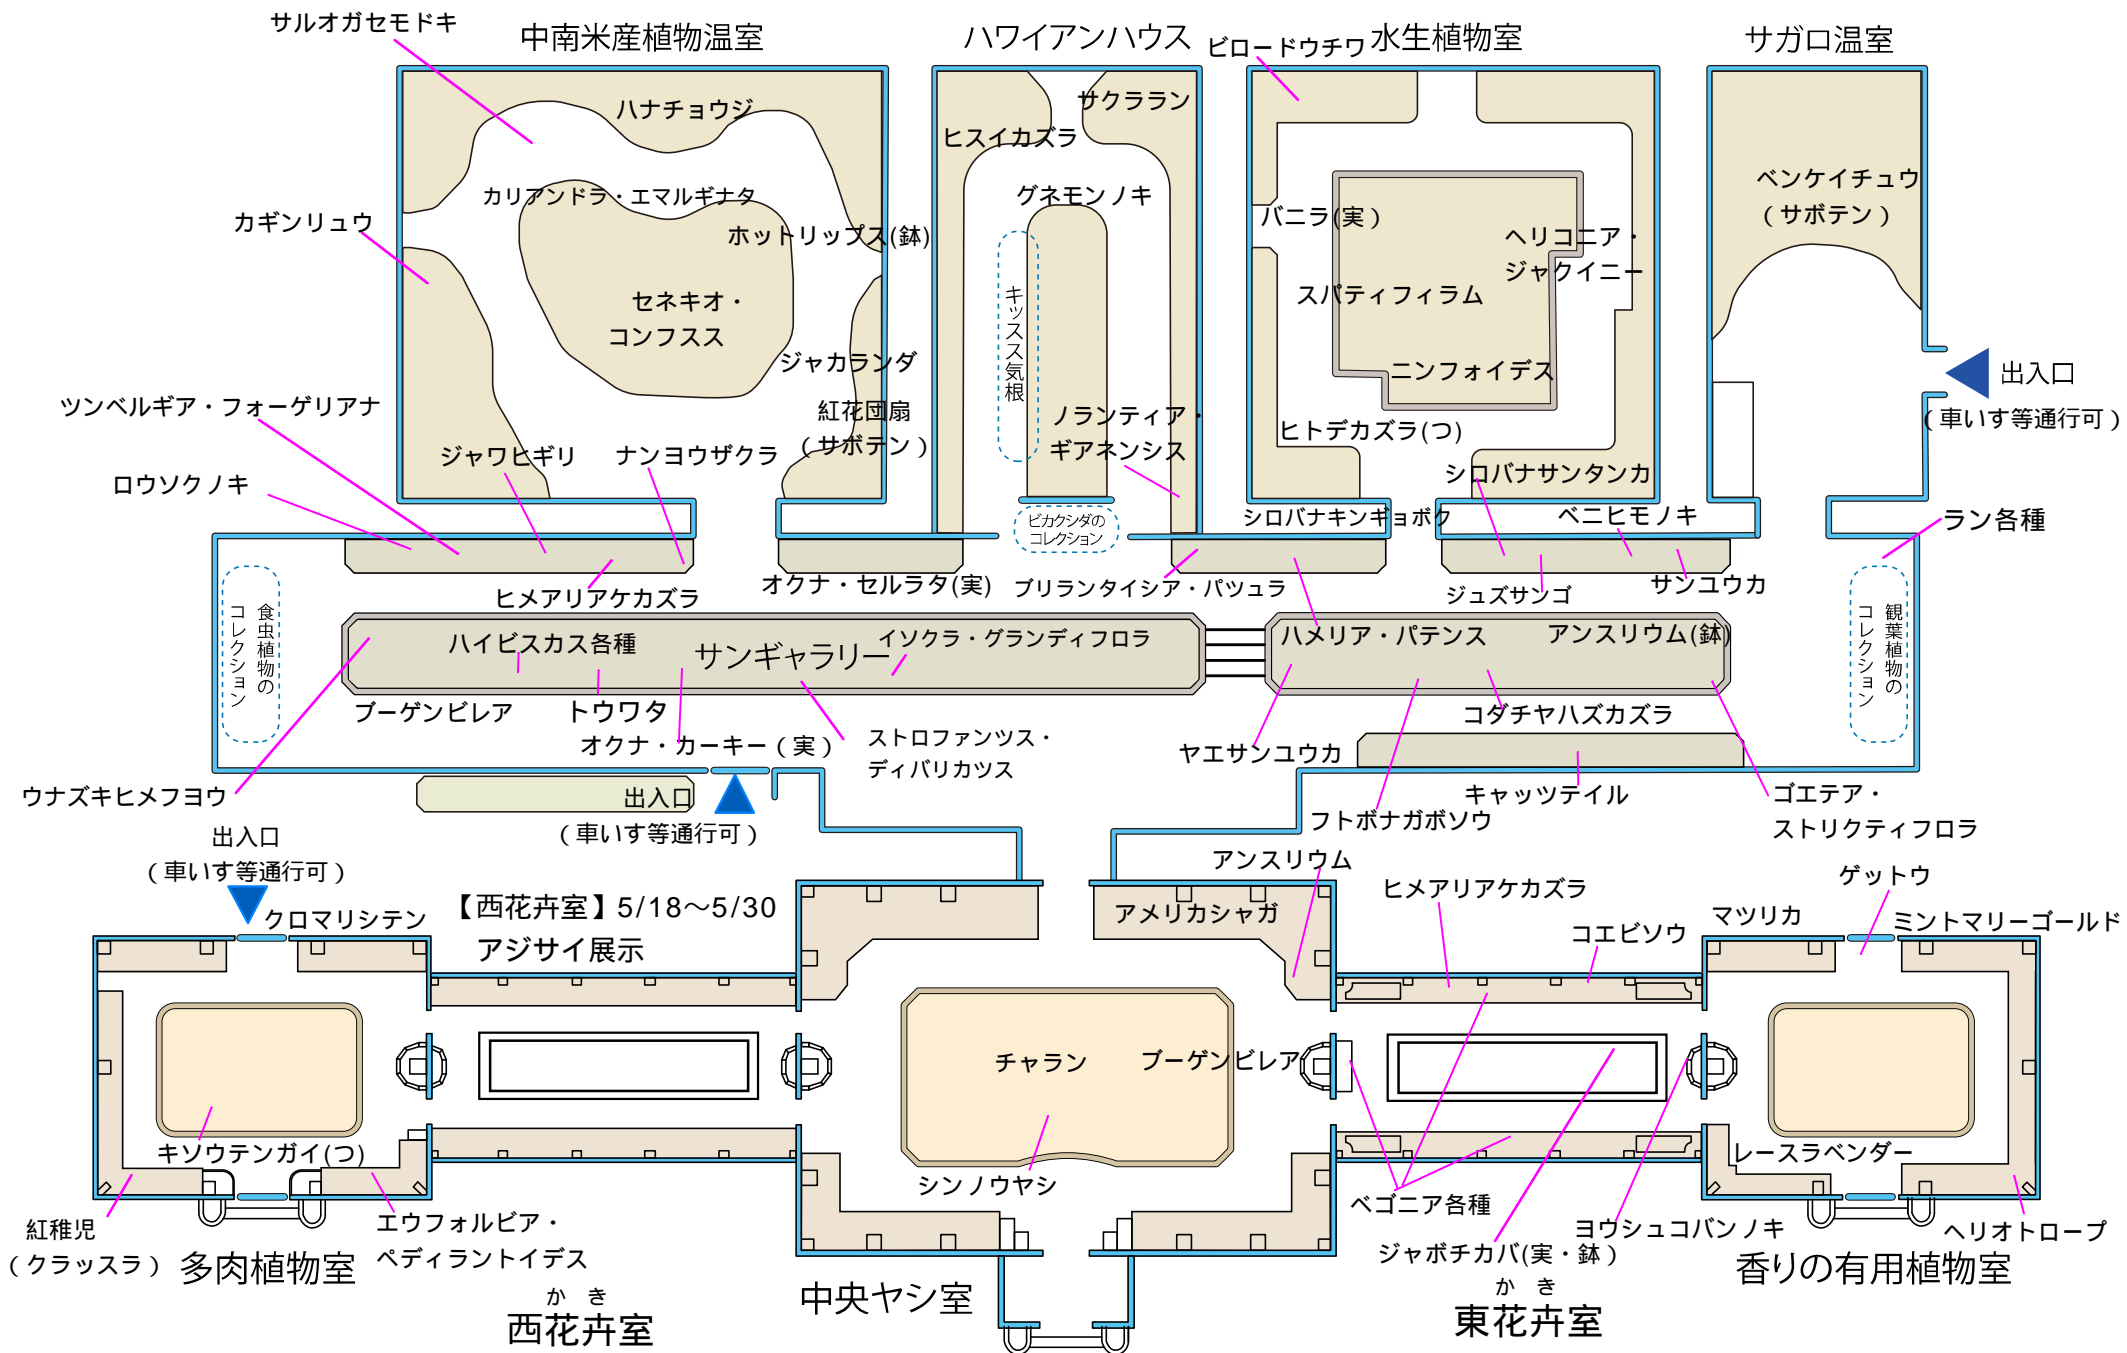 サルオガセモドキ
中南米産植物温室
ハワイアンハウス
ビロードウチワ
水生植物室
サガロ温室
ハナチョウジ
サクララン
ヒスイカズラ
カリアンドラ・エマルギナタ
グネモンノキ
カギンリュウ
ホットリップス(鉢)
バニラ(実)
ヘリコニア・
ジャクイニー
ベンケイチュウ
(サボテン)
セネキオ・
コンフスス
キッスス気根
スパティフィラム
ジャカランダ
ニンフォイデス
出入口
(車いす等通行可)
ツンベルギア・フォーゲリアナ
紅花団扇
(サボテン)
ノランティア・
ギアネンシス
ヒトデカズラ(つ)
ジャワヒギリ
ナンヨウザクラ
シロバナサンタンカ
ロウソクノキ
ビカクシダの
コレクション
シロバナキンギョボク
ベニヒモノキ
ラン各種
ヒメアリアケカズラ
オクナ・セルラタ(実)
ブリランタイシア・パツュラ
ジュズサンゴ
サンユウカ
食虫植物の
コレクション
ハイビスカス各種
サンギャラリー
イソクラ・グランディフロラ
ハメリア・パテンス
アンスリウム(鉢)
観葉植物の
コレクション
ブーゲンビレア
トウワタ
オクナ・カーキー(実)
ストロファンツス・
ディバリカツス
ヤエサンユウカ
コダチヤハズカズラ
ウナズキヒメフヨウ
出入口
(車いす等通行可)
フトボナガボソウ
キャッツテイル
ゴエテア・
ストリクティフロラ
出入口
(車いす等通行可)
クロマリシテン
【西花卉室】5/18～5/30
アジサイ展示
アメリカシャガ
アンスリウム
ヒメアリアケカズラ
コエビソウ
マツリカ
ゲットウ
ミントマリーゴールド
チャラン
ブーゲンビレア
キソウテンガイ(つ)
シンノウヤシ
レースラベンダー
紅稚児
(クラッスラ)
多肉植物室
エウフォルビア・
ペディラントイデス
ベゴニア各種
ジャボチカバ(実・鉢)
ヨウシュコバンノキ
ヘリオトロープ
香りの有用植物室
かき
西花卉室
中央ヤシ室
かき
東花卉室